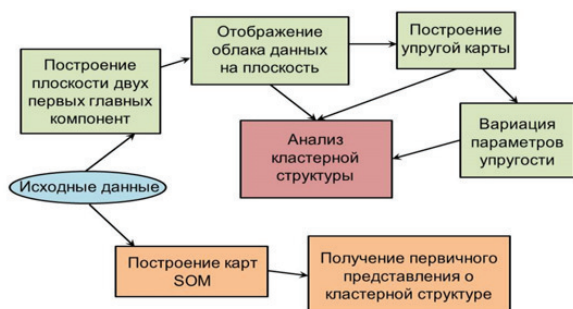 Построение
плоскости двух
первых главных
компонент
Отображение
облака данных
на плоскость
Построение
упругой карты
Вариация
параметров
упругости
Анализ
кластерной
структуры
Исходные данные
Построение карт
SOM
Получение первичного
представления о
кластерной структуре